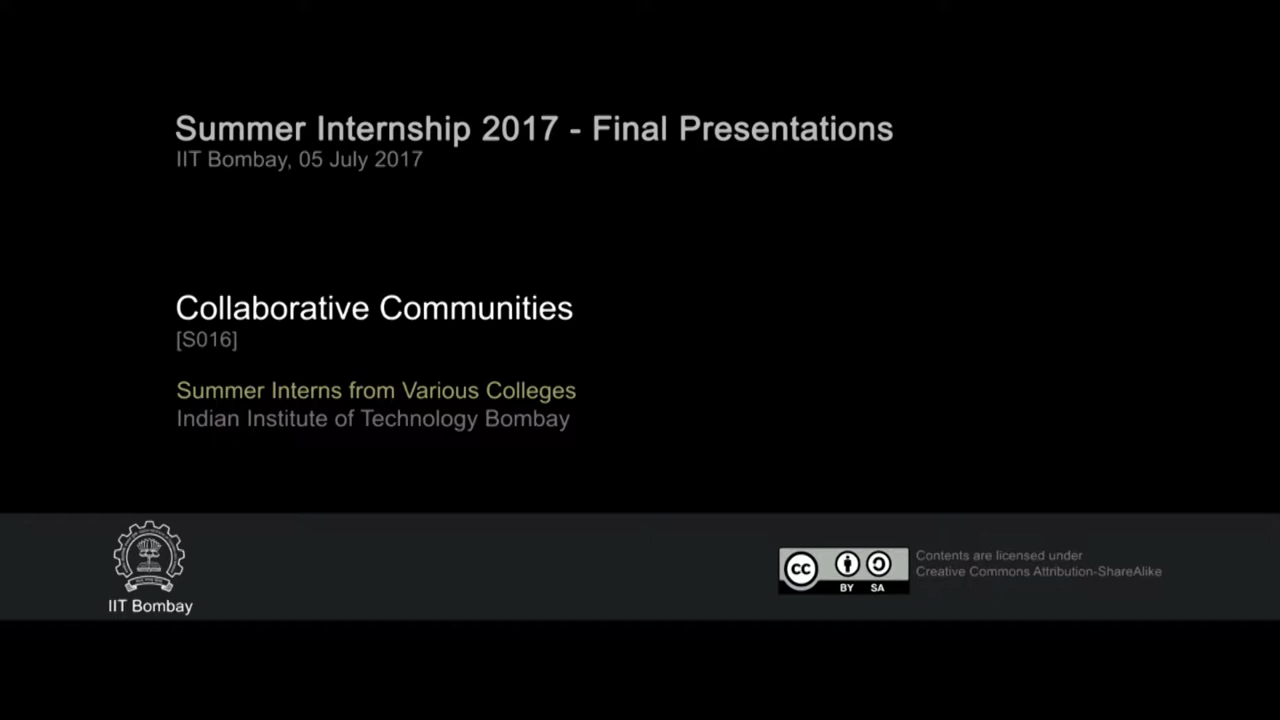 Summer Internship 2017 - Final Presentations
IIT Bombay, 05 July 2017
Collaborative Communities
[S016]
Summer Interns from Various Colleges
Indian Institute of Technology Bombay
IIT Bombay
cc
BY SA
Contents are licensed under
Creative Commons Attribution-ShareAlike